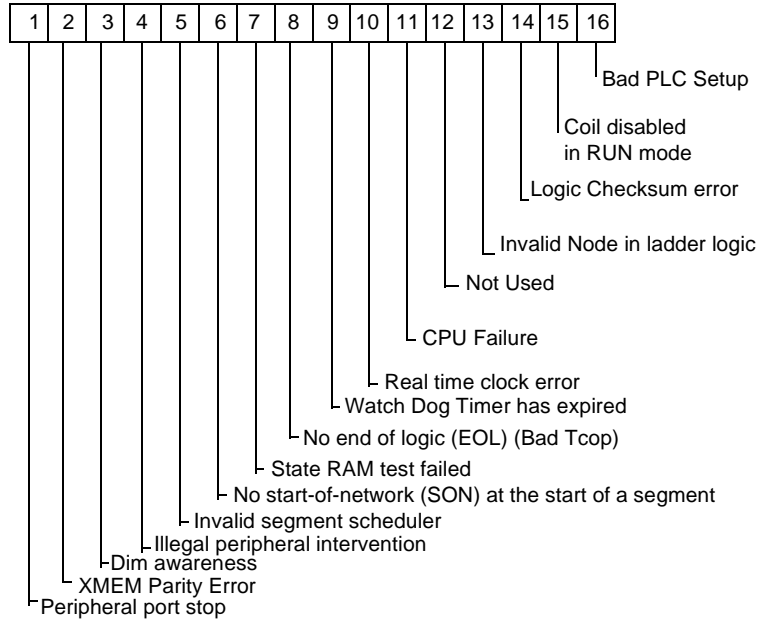 1 2 3 4 5 6 7 8 9 10 11 12 13 14 15 16
Bad PLC Setup
Coil disabled
in RUN mode
Logic Checksum error
Invalid Node in ladder logic
Not Used
CPU Failure
Real time clock error
Watch Dog Timer has expired
No end of logic (EOL) (Bad Tcop)
State RAM test failed
No start-of-network (SON) at the start of a segment
Invalid segment scheduler
Illegal peripheral intervention
Dim awareness
XMEM Parity Error
Peripheral port stop